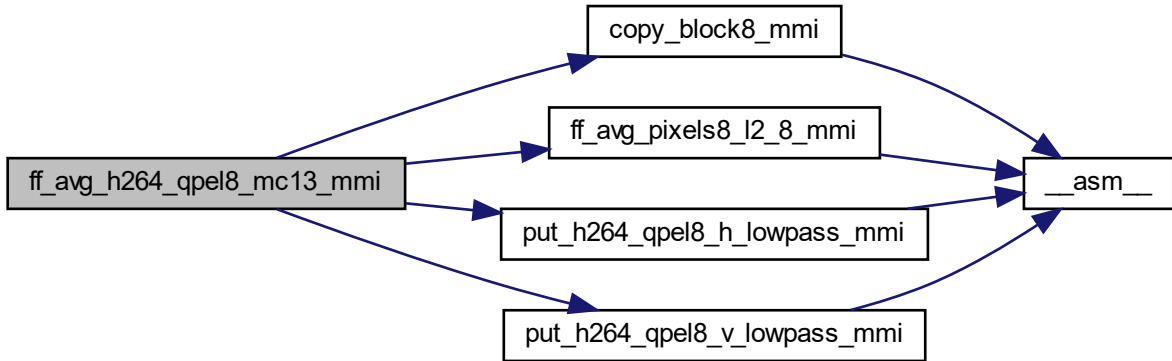 copy_block8_mmi
ff_avg_pixels8_l2_8_mmi
ff_avg_h264_qpel8_mc13_mmi
__asm__
put_h264_qpel8_h_lowpass_mmi
put_h264_qpel8_v_lowpass_mmi